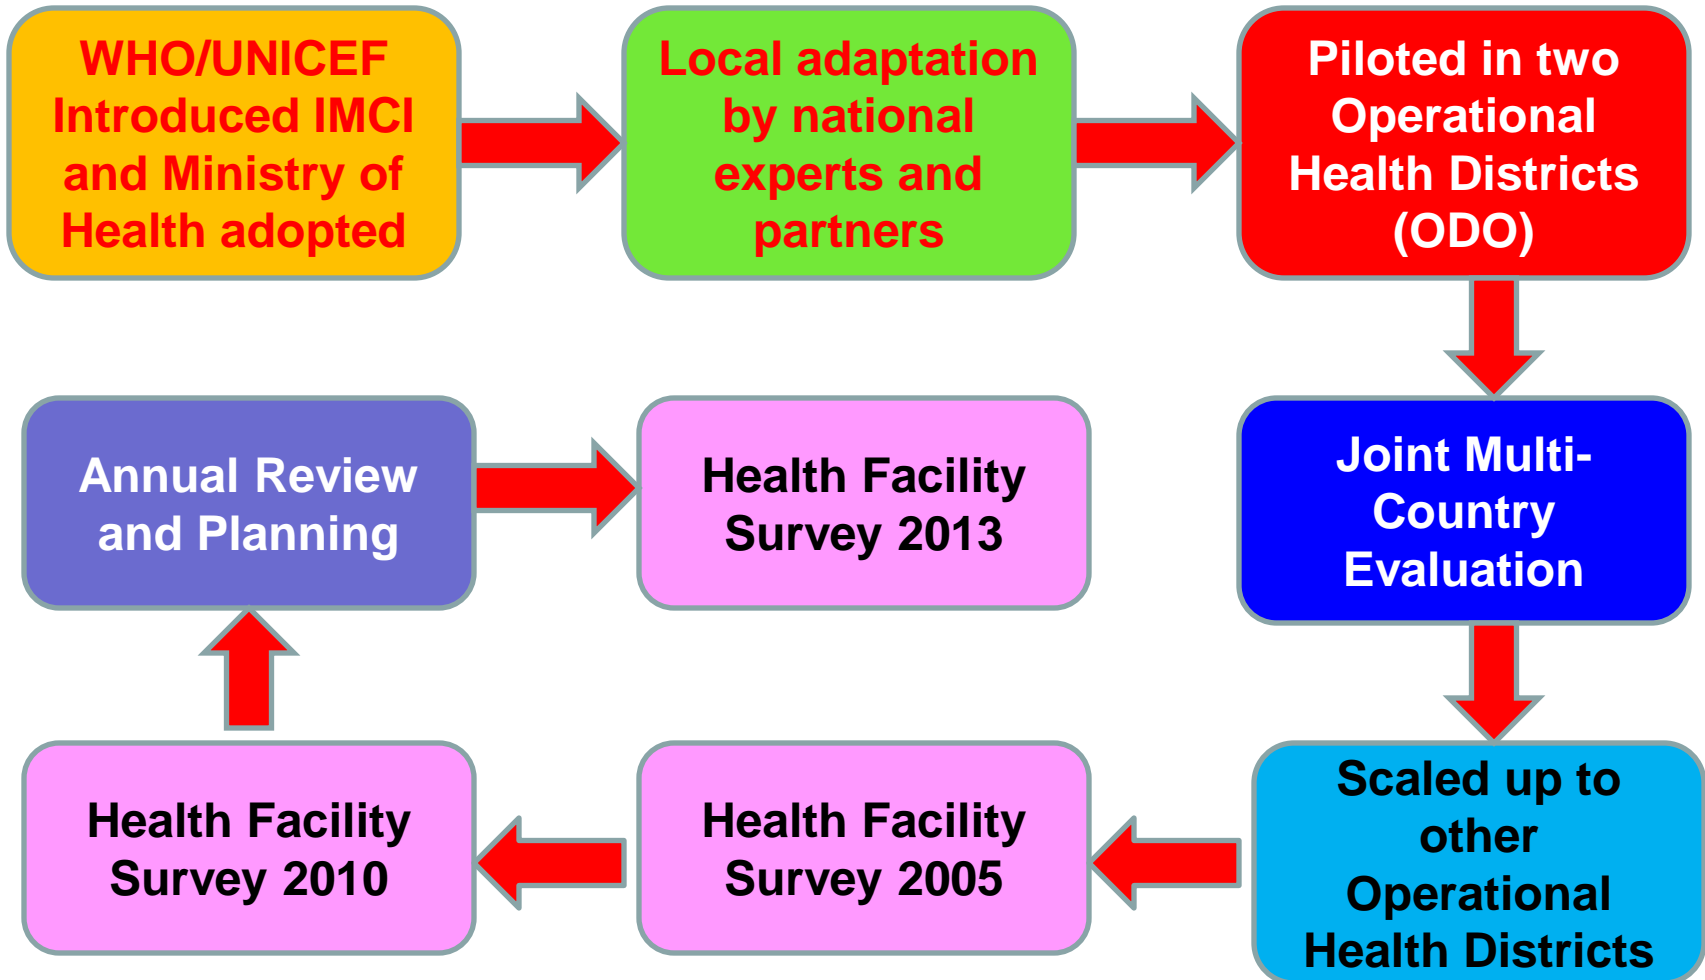 WHO/UNICEF
Introduced IMCI
and Ministry of
Health adopted
Local adaptation
by national
experts and
partners
Piloted in two
Operational
Health Districts
(ODO)
Joint Multi-
Country
Evaluation
Scaled up to
other
Operational
Health Districts
Health Facility
Survey 2005
Health Facility
Survey 2010
Annual Review
and Planning
Health Facility
Survey 2013